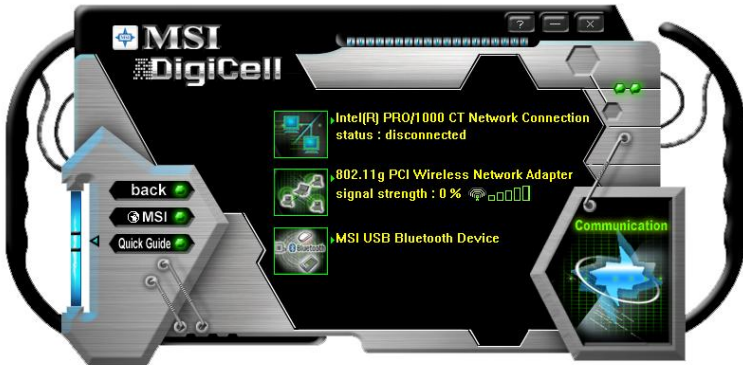 MSI
DigiCell
Intel(R) PRO/1000 CT Network Connection
status : disconnected
802.11g PCI Wireless Network Adapter
signal strength : 0 %
MSI USB Bluetooth Device
Bluetooth
back
MSI
Quick Guide
Communication